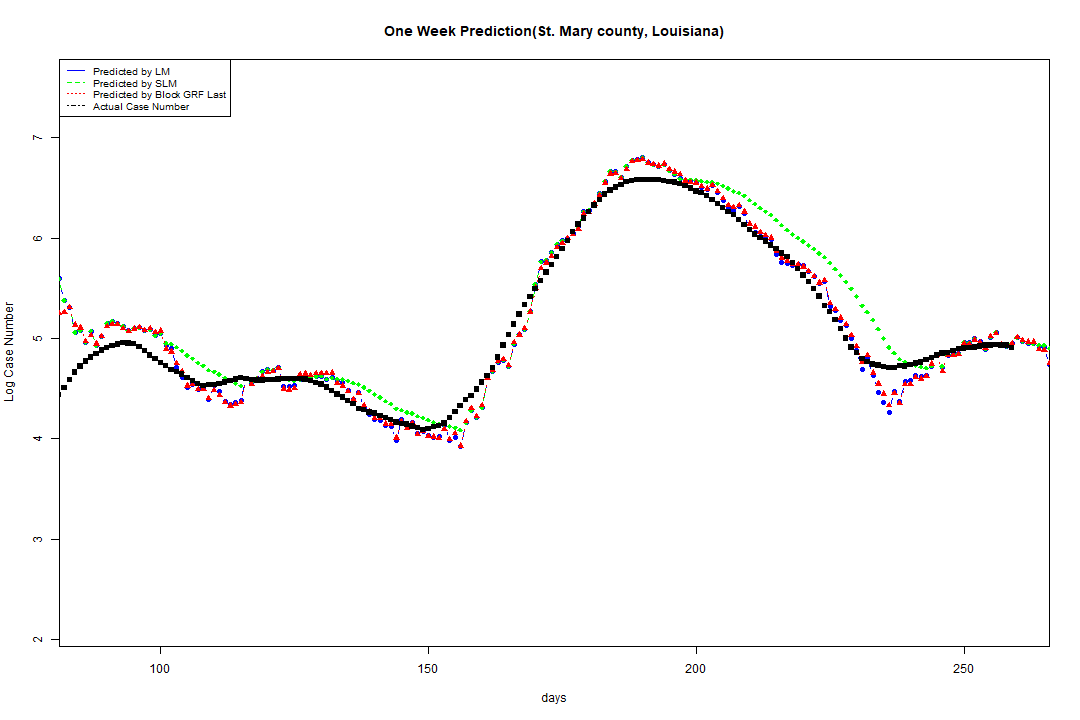 One Week Prediction(St. Mary county, Louisiana)
Predicted by LM
Predicted by SLM
Predicted by Block GRF Last
Actual Case Number
7
6
5
4
3
2
Log Case Number
100
150
200
250
days